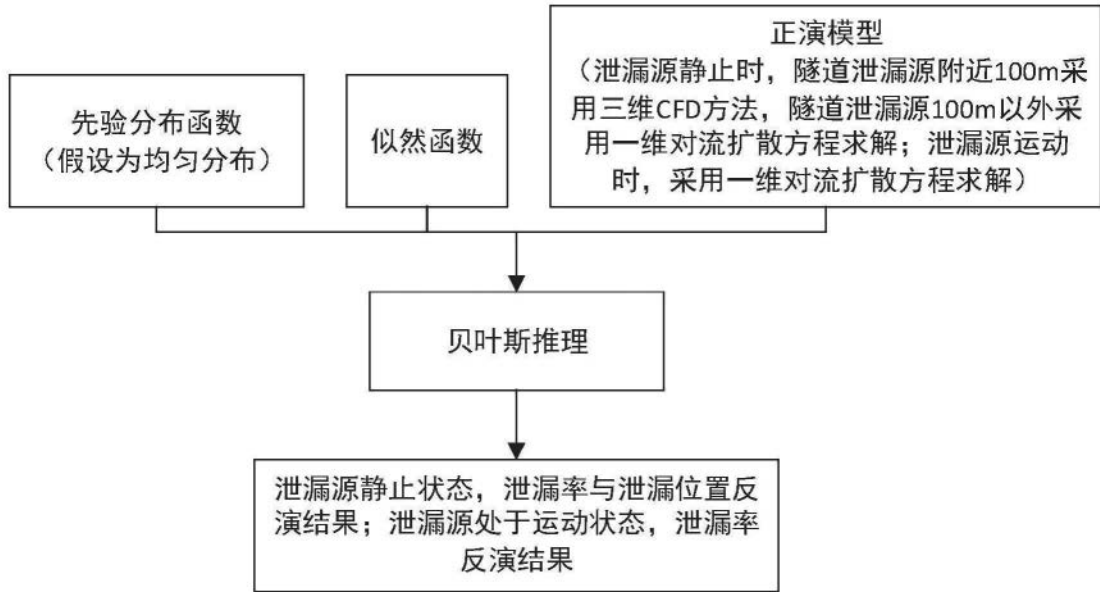 先验分布函数
（假设为均匀分布）
似然函数
正演模型
（泄漏源静止时，隧道泄漏源附近100m采
用三维CFD方法，隧道泄漏源100m以外采
用一维对流扩散方程求解；泄漏源运动
时，采用一维对流扩散方程求解）
贝叶斯推理
泄漏源静止状态，泄漏率与泄漏位置反
演结果；泄漏源处于运动状态，泄漏率
反演结果